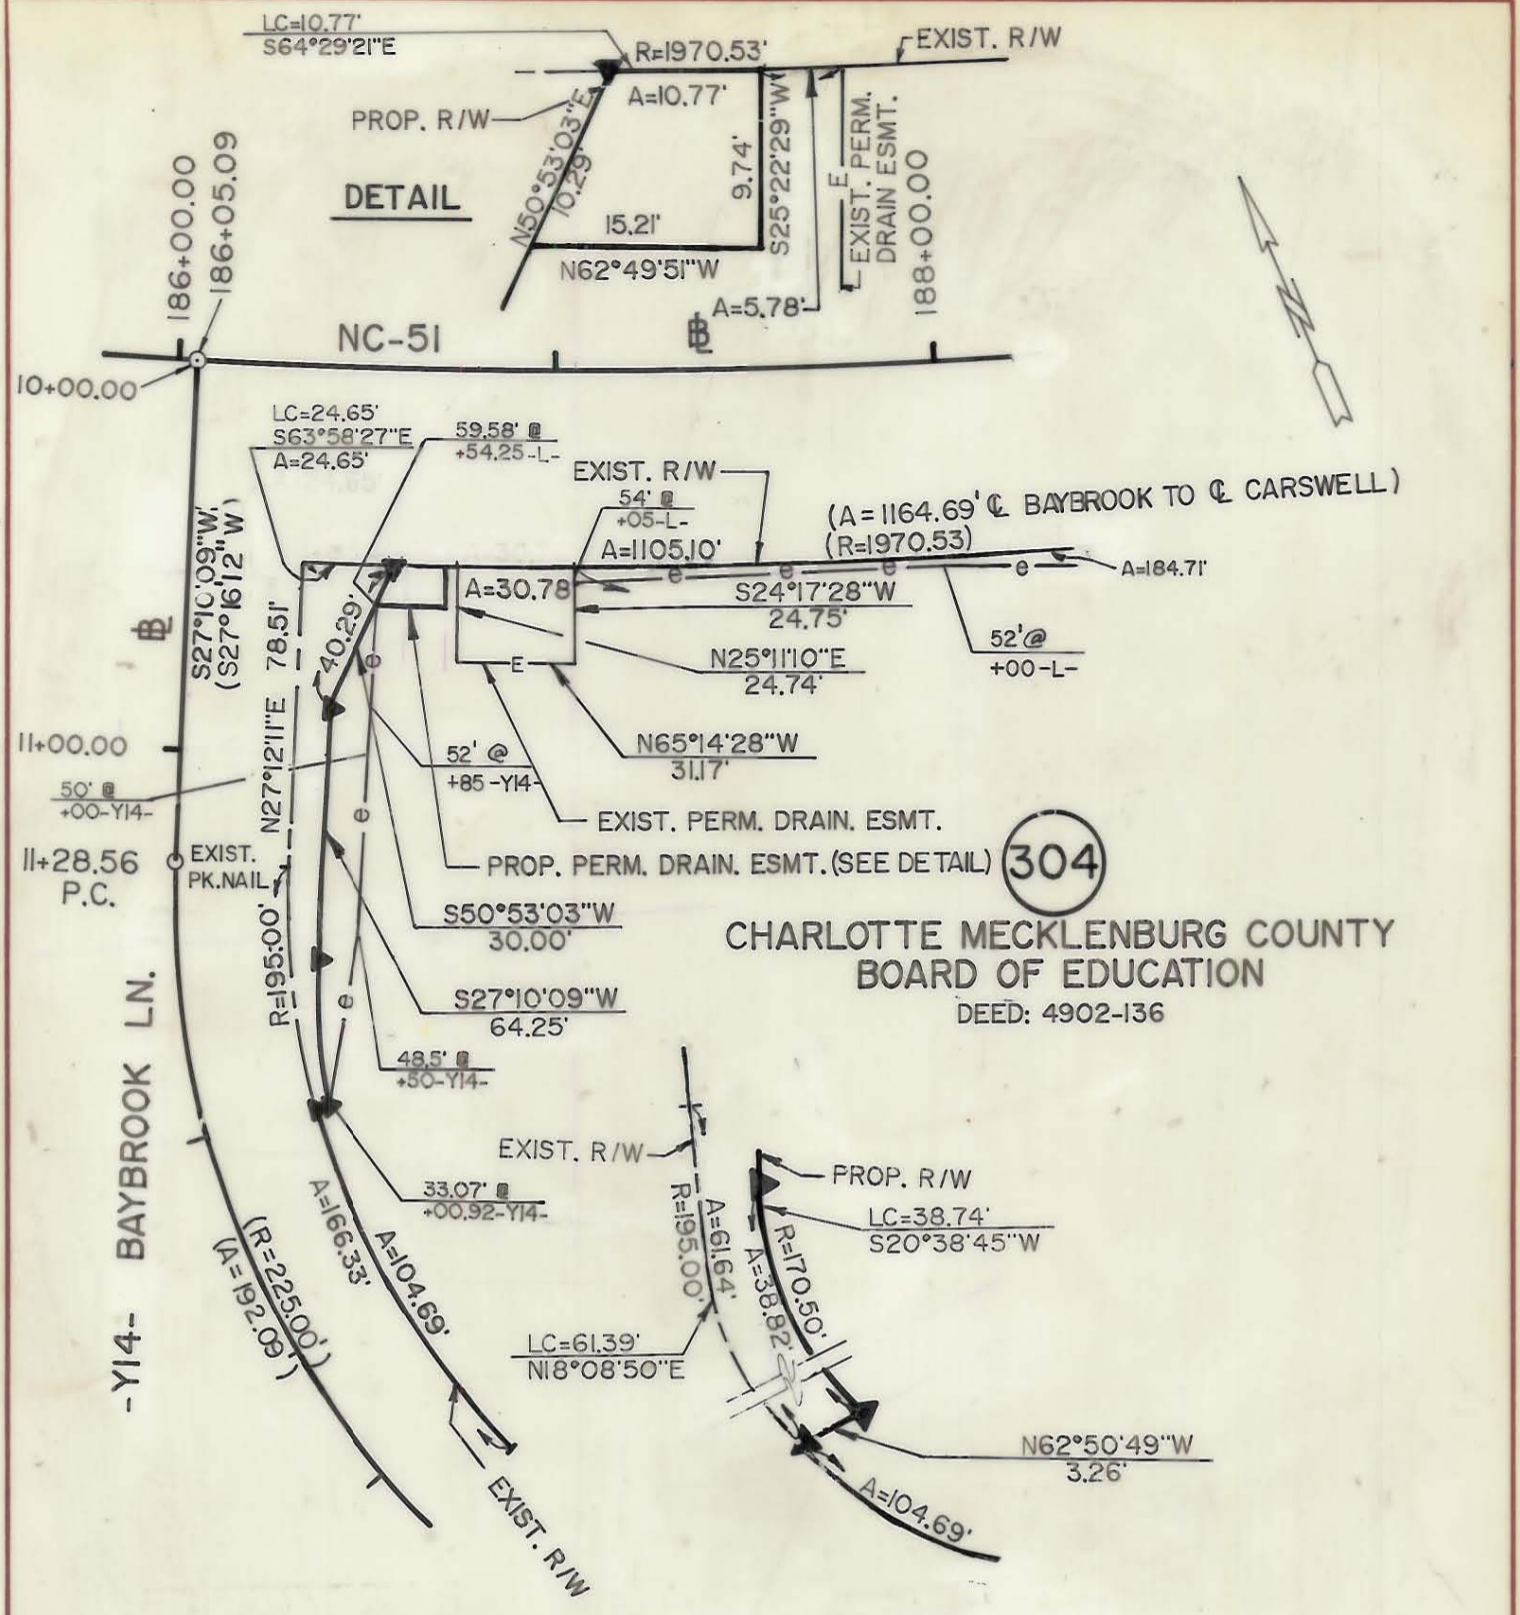 LC=10.77'
S64°29'21"E
R=1970.53'
EXIST. R/W
A=10.77'
PROP. R/W
N50°53'03"E
10.29'
9.74'
S25°22'29"W
E
EXIST. PERM.
DRAIN ESMT.
DETAIL
15.21'
N62°49'51"W
A=5.78'
186+00.00
186+05.09
188+00.00
NC-51
BL
10+00.00
LC=24.65'
S63°58'27"E
A=24.65'
59.58' @
+54.25-L-
EXIST. R/W
54' @
+05-L-
A=1105.10'
(A=1164.69' ℄ BAYBROOK TO ℄ CARSWELL)
(R=1970.53)
e e e e
A=184.71'
A=30.78
S24°17'28"W
24.75'
52' @
+00-L-
N25°11'10"E
24.74'
E
N65°14'28"W
31.17'
S27°10'09"W
(S27°16'12"W)
BL
N27°12'11"E 78.51'
40.29'
e
11+00.00
50' @
+00-Y14-
52' @
+85-Y14-
EXIST. PERM. DRAIN. ESMT.
PROP. PERM. DRAIN. ESMT. (SEE DETAIL)
304
11+28.56
P.C.
EXIST.
PK.NAIL
e
S50°53'03"W
30.00'
CHARLOTTE MECKLENBURG COUNTY
BOARD OF EDUCATION
DEED: 4902-136
R=195.00'
e
S27°10'09"W
64.25'
48.5' @
+50-Y14-
-Y14- BAYBROOK LN.
33.07' @
+00.92-Y14-
EXIST. R/W
PROP. R/W
LC=38.74'
S20°38'45"W
A=61.64'
R=195.00'
R=170.50'
A=38.82'
A=166.33'
A=104.69'
(R=225.00')
(A=192.09')
LC=61.39'
N18°08'50"E
N62°50'49"W
3.26'
A=104.69'
EXIST. R/W